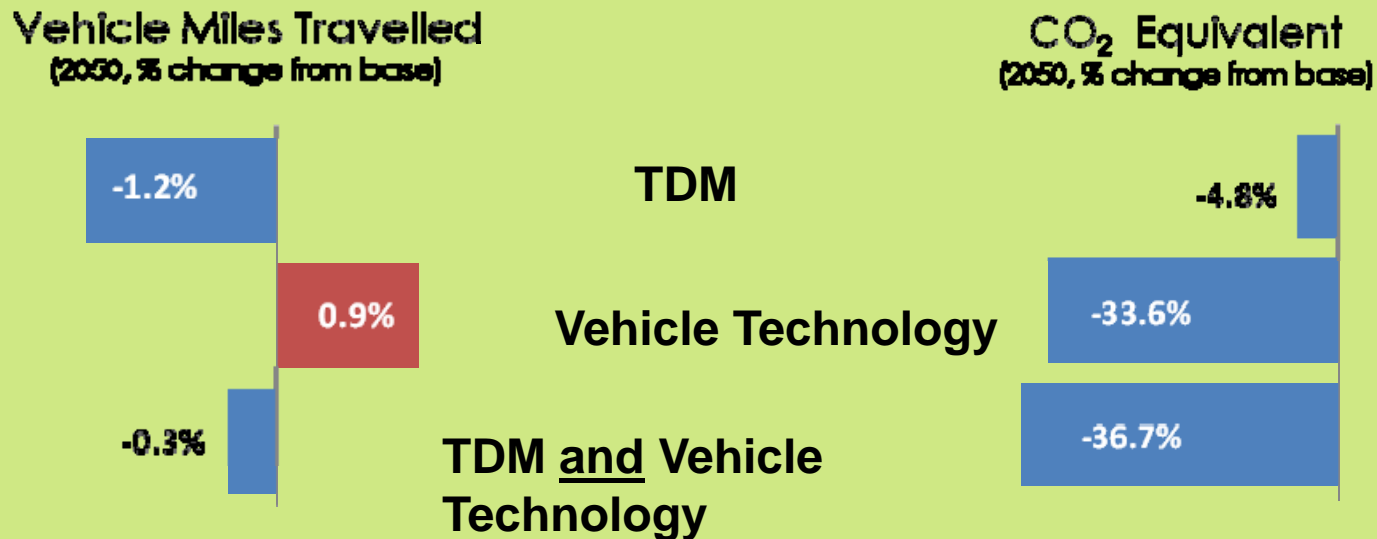 Vehicle Miles Travelled
(2050, % change from base)
CO₂ Equivalent
(2050, % change from base)
-1.2%
TDM
-4.8%
0.9%
Vehicle Technology
-33.6%
-0.3%
TDM and Vehicle
Technology
-36.7%